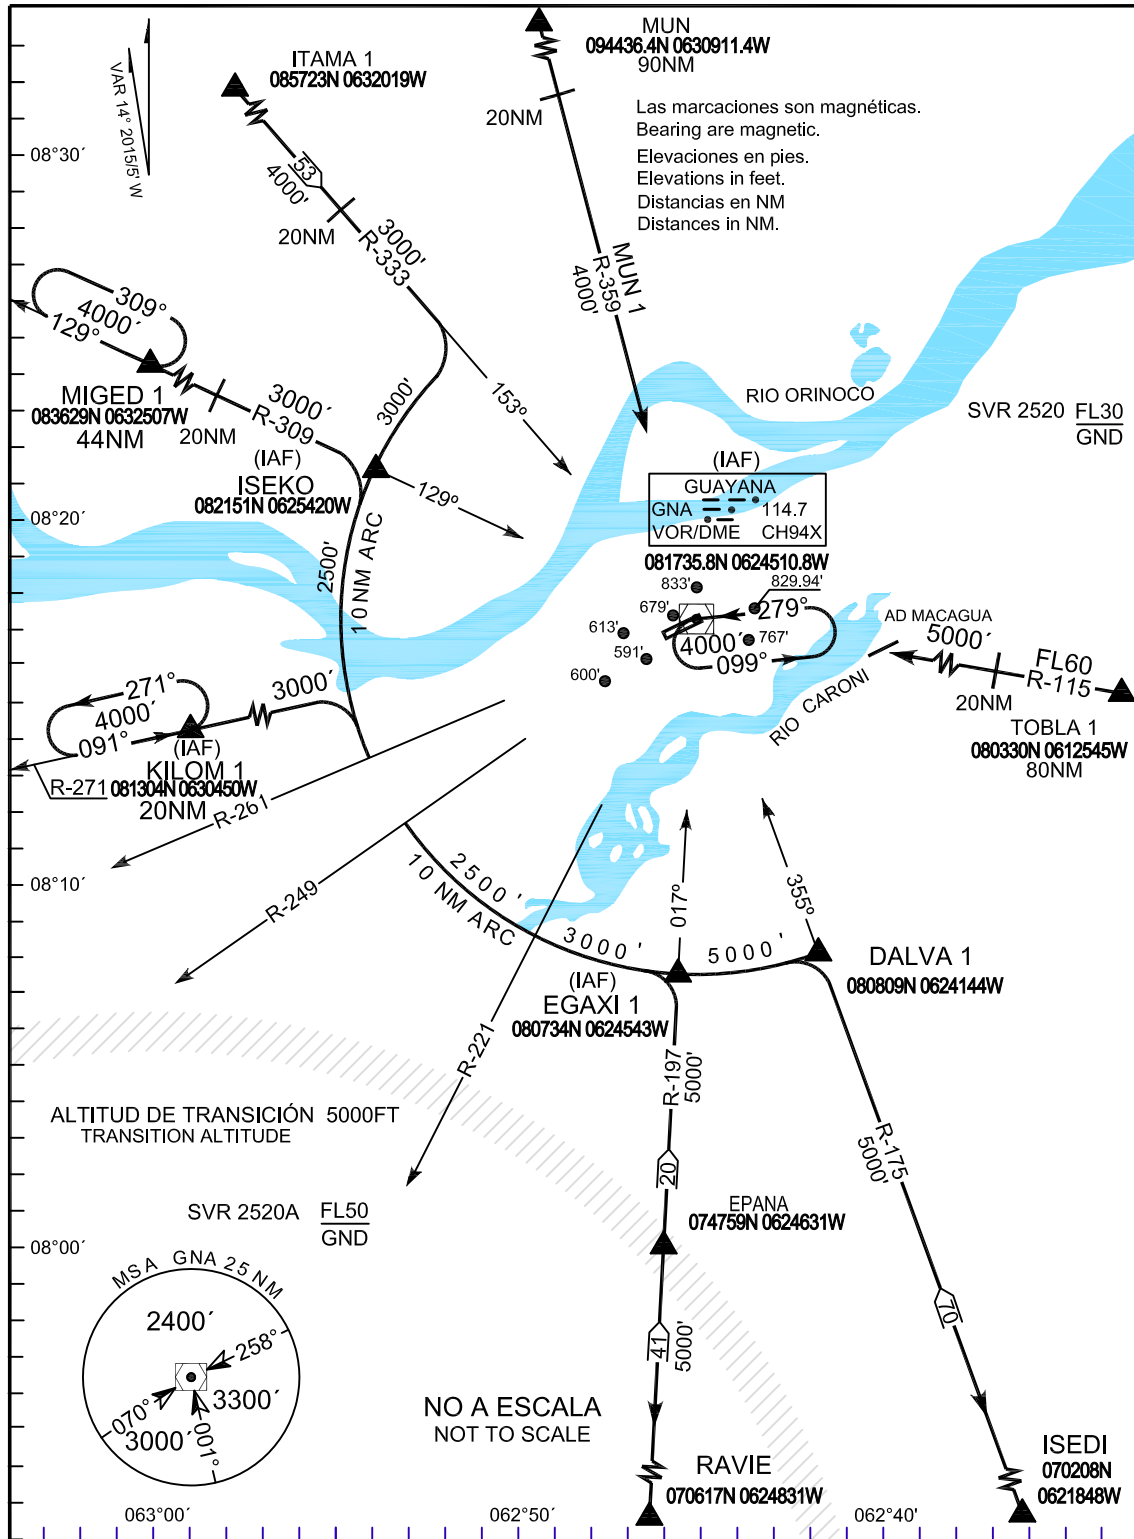 MUN
094436.4N 0630911.4W
90NM
ITAMA 1
085723N 0632019W
VAR 14° 2015/5' W
20NM
Las marcaciones son magnéticas.
Bearing are magnetic.
Elevaciones en pies.
Elevations in feet.
Distancias en NM
Distances in NM.
08°30´
53
4000'
20NM
3000'
R-333
MUN 1
R-359
4000'
309°
4000´
129°
MIGED 1
083629N 0632507W
44NM
20NM
3000´
R-309
3000'
153º
RIO ORINOCO
SVR 2520 FL30
GND
(IAF)
ISEKO
082151N 0625420W
129º
(IAF)
GUAYANA
GNA 114.7
VOR/DME CH94X
081735.8N 0624510.8W
08°20´
2500'
10NM ARC
833'
829.94'
679'
279°
613'
4000´
767'
591'
099°
600'
AD MACAGUA
5000´
FL60
R-115
20NM
RIO CARONI
TOBLA 1
080330N 0612545W
80NM
271°
4000´
091°
3000´
(IAF)
KILOM 1
R-271
081304N 0630450W
20NM
R-261
08°10´
R-249
2500'
10 NM ARC
3000'
017º
5000'
355º
DALVA 1
080809N 0624144W
(IAF)
EGAXI 1
080734N 0624543W
R-221
R-197
5000'
R-175
5000'
ALTITUD DE TRANSICIÓN 5000FT
TRANSITION ALTITUDE
20
EPANA
074759N 0624631W
SVR 2520A FL50
GND
08°00´
MSA GNA 25 NM
2400´
258°
3300'
070°
3000´
001°
41
5000'
70
NO A ESCALA
NOT TO SCALE
RAVIE
070617N 0624831W
ISEDI
070208N
0621848W
063°00´
062°50´
062°40´